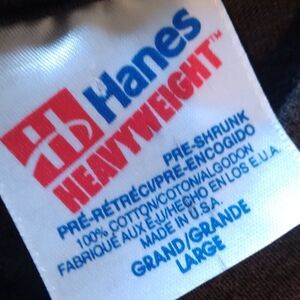 Hanes
HEAVYWEIGHT™
PRE-SHRUNK
PRÉ-RÉTRÉCI/PRE-ENCOGIDO
100% COTTON/COTON/ALGODON
FABRIQUÉ AUX E.U./HECHO EN LOS E.U.A.
MADE IN U.S.A.
GRAND/GRANDE
LARGE